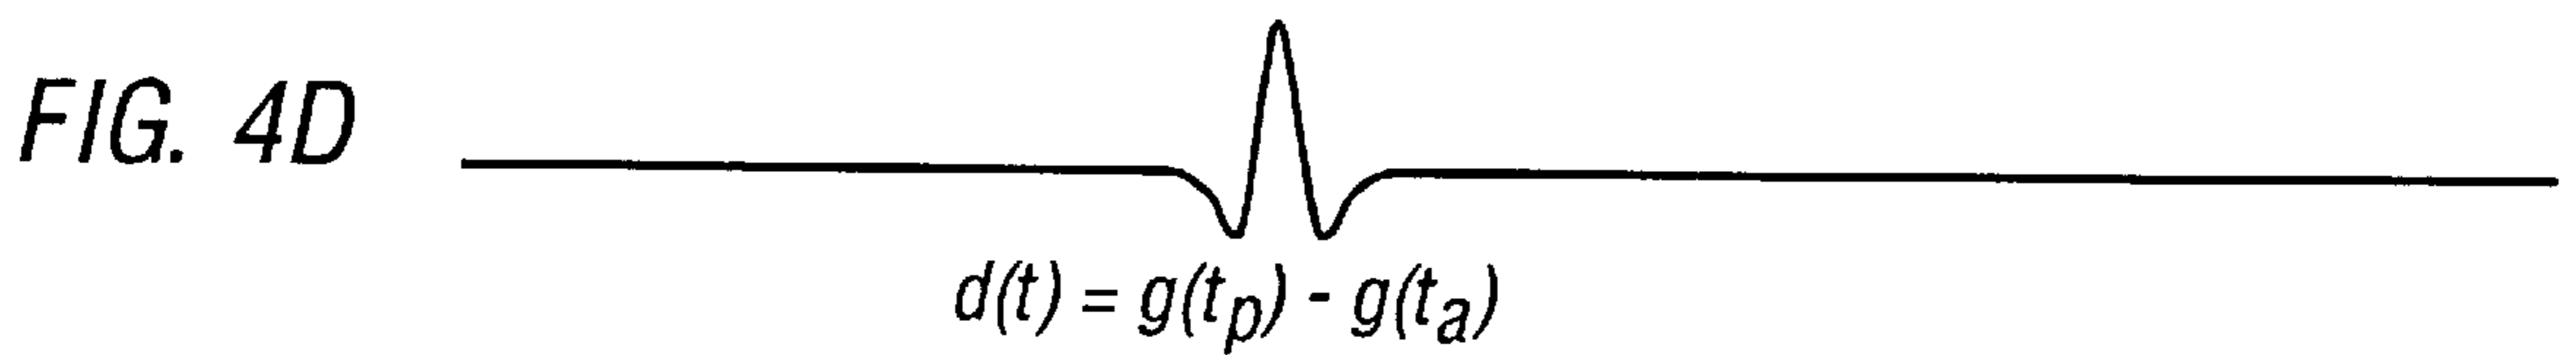 FIG. 4D
d(t) = g(tp) - g(ta)